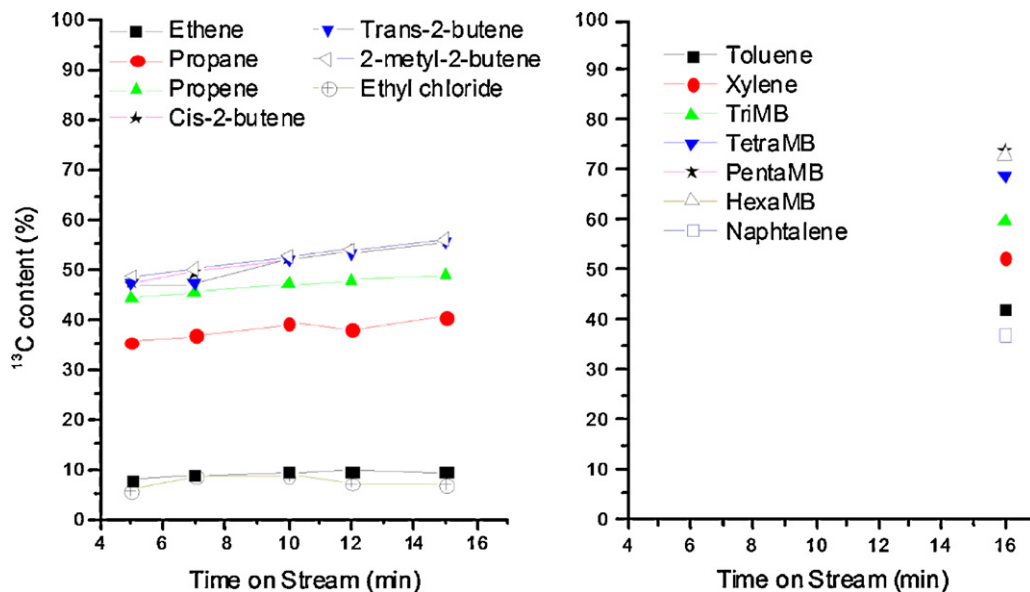 100
90
80
70
60
50
40
30
20
10
0
¹³C content (%)
Ethene
Propane
Propene
Cis-2-butene
Trans-2-butene
2-metyl-2-butene
Ethyl chloride
4 6 8 10 12 14 16
Time on Stream (min)
100
90
80
70
60
50
40
30
20
10
0
Toluene
Xylene
TriMB
TetraMB
PentaMB
HexaMB
Naphtalene
4 6 8 10 12 14 16
Time on Stream (min)